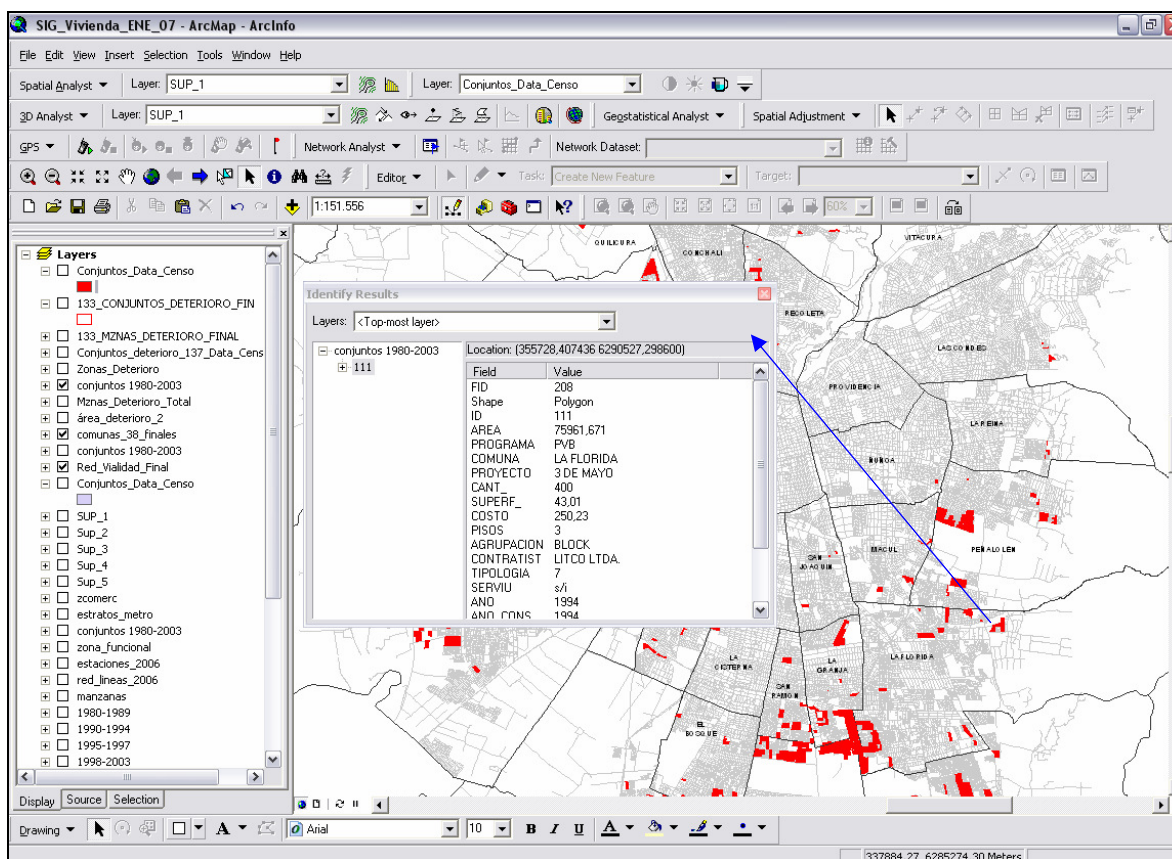 SIG_Vivienda_ENE_07 - ArcMap - ArcInfo
File Edit View Insert Selection Tools Window Help
Spatial Analyst Layer: SUP_1 Layer: Conjuntos_Data_Censo
3D Analyst Layer: SUP_1 Geostatistical Analyst Spatial Adjustment
GPS Network Analyst Network Dataset:
Editor Task: Create New Feature Target:
1:151.556 60%
Layers
Conjuntos_Data_Censo
133_CONJUNTOS_DETERIORO_FIN
133_MZNAS_DETERIORO_FINAL
Conjuntos_deterioro_137_Data_Cens
Zonas_Deterioro
conjuntos 1980-2003
Mznas_Deterioro_Total
área_deterioro_2
comunas_38_finales
conjuntos 1980-2003
Red_Vialidad_Final
Conjuntos_Data_Censo
SUP_1
Sup_2
Sup_3
Sup_4
Sup_5
zcomerc
estratos_metro
conjuntos 1980-2003
zona_funcional
estaciones_2006
red_lineas_2006
manzanas
1980-1989
1990-1994
1995-1997
1998-2003
Display Source Selection
Identify Results
Layers: <Top-most layer>
conjuntos 1980-2003
111
Location: (355728,407436 6290527,298600)
Field Value
FID 208
Shape Polygon
ID 111
AREA 75961,671
PROGRAMA PVB
COMUNA LA FLORIDA
PROYECTO 3 DE MAYO
CANT_ 400
SUPERF_ 43,01
COSTO 250,23
PISOS 3
AGRUPACION BLOCK
CONTRATIST LITCO LTDA.
TIPOLOGIA 7
SERVIU s/i
ANO 1994
ANO_CONS 1994
QUILICURA
CONCHALI
VITACURA
RECOLETA
LAS CONDES
PROVIDENCIA
LA REINA
ÑUÑOA
MACUL
PEÑALOLEN
SAN JOAQUIN
LA CISTERNA
LA GRANJA
LA FLORIDA
SAN RAMON
EL BOSQUE
Drawing Arial 10 B I U A
337884,27 6285274,30 Meters